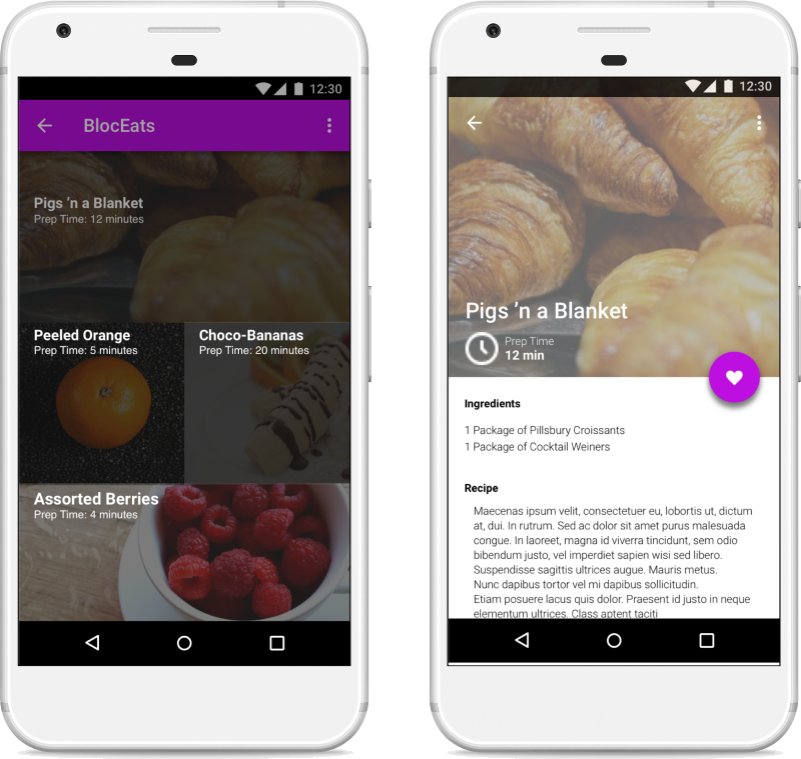 12:30
BlocEats
Pigs 'n a Blanket
Prep Time: 12 minutes
Peeled Orange
Prep Time: 5 minutes
Choco-Bananas
Prep Time: 20 minutes
Assorted Berries
Prep Time: 4 minutes
12:30
Pigs 'n a Blanket
Prep Time
12 min
Ingredients
1 Package of Pillsbury Croissants
1 Package of Cocktail Weiners
Recipe
Maecenas ipsum velit, consectetuer eu, lobortis ut, dictum
at, dui. In rutrum. Sed ac dolor sit amet purus malesuada
congue. In laoreet, magna id viverra tincidunt, sem odio
bibendum justo, vel imperdiet sapien wisi sed libero.
Suspendisse sagittis ultrices augue. Mauris metus.
Nunc dapibus tortor vel mi dapibus sollicitudin.
Etiam posuere lacus quis dolor. Praesent id justo in neque
elementum ultrices. Class aptent taciti